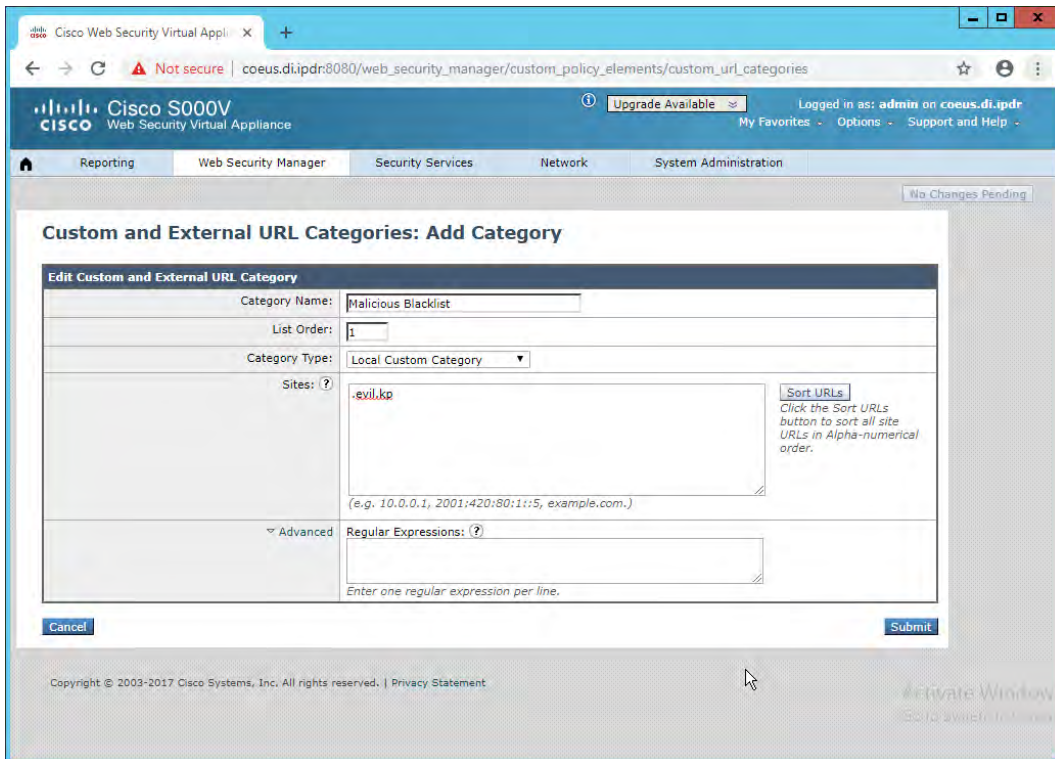 Cisco Web Security Virtual Appli
Not secure | coeus.di.ipdr:8080/web_security_manager/custom_policy_elements/custom_url_categories
CISCO
Cisco S000V
Web Security Virtual Appliance
Upgrade Available
Logged in as: admin on coeus.di.ipdr
My Favorites Options Support and Help
Reporting Web Security Manager Security Services Network System Administration
No Changes Pending
Custom and External URL Categories: Add Category
Edit Custom and External URL Category
Category Name: Malicious Blacklist
List Order: 1
Category Type: Local Custom Category
Sites: ? .evil.kp
Sort URLs
Click the Sort URLs
button to sort all site
URLs in Alpha-numerical
order.
(e.g. 10.0.0.1, 2001:420:80:1::5, example.com.)
Advanced Regular Expressions: ?
Enter one regular expression per line.
Cancel Submit
Copyright © 2003-2017 Cisco Systems, Inc. All rights reserved. | Privacy Statement
Activate Window